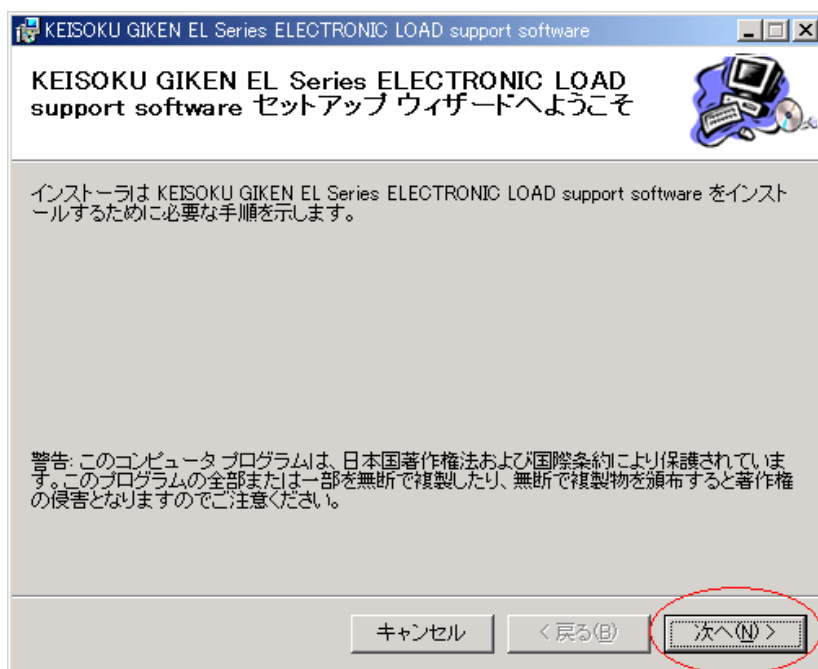 KEISOKU GIKEN EL Series ELECTRONIC LOAD support software
KEISOKU GIKEN EL Series ELECTRONIC LOAD
support software セットアップ ウィザードへようこそ
インストーラは KEISOKU GIKEN EL Series ELECTRONIC LOAD support software をインスト
ールするために必要な手順を示します。
警告: このコンピュータ プログラムは、日本国著作権法および国際条約により保護されていま
す。このプログラムの全部または一部を無断で複製したり、無断で複製物を頒布すると著作権
の侵害となりますのでご注意ください。
キャンセル
< 戻る(B)
次へ(N) >